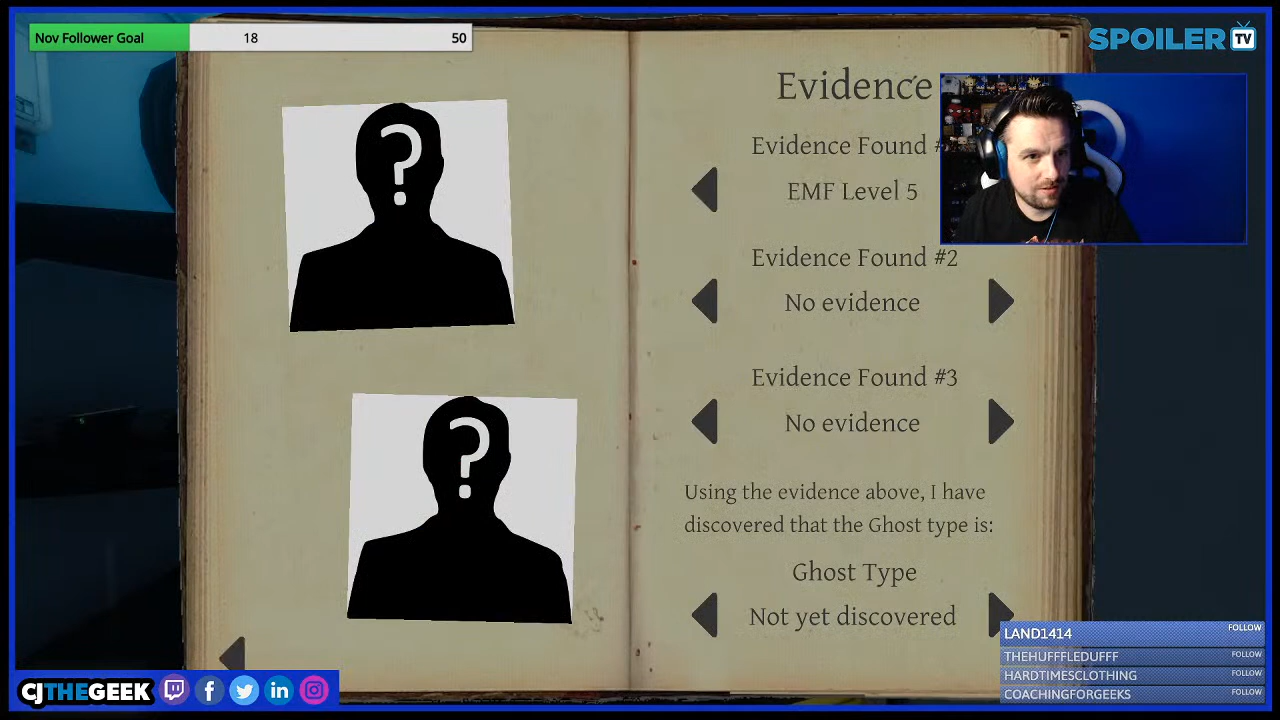 Nov Follower Goal 18 50
SPOILER TV
Evidence
Evidence Found #
EMF Level 5
Evidence Found #2
No evidence
Evidence Found #3
No evidence
Using the evidence above, I have
discovered that the Ghost type is:
Ghost Type
Not yet discovered
LAND1414 FOLLOW
THEHUFFFLEDUFFF FOLLOW
HARDTIMESCLOTHING FOLLOW
COACHINGFORGEEKS FOLLOW
CJTHEGEEK